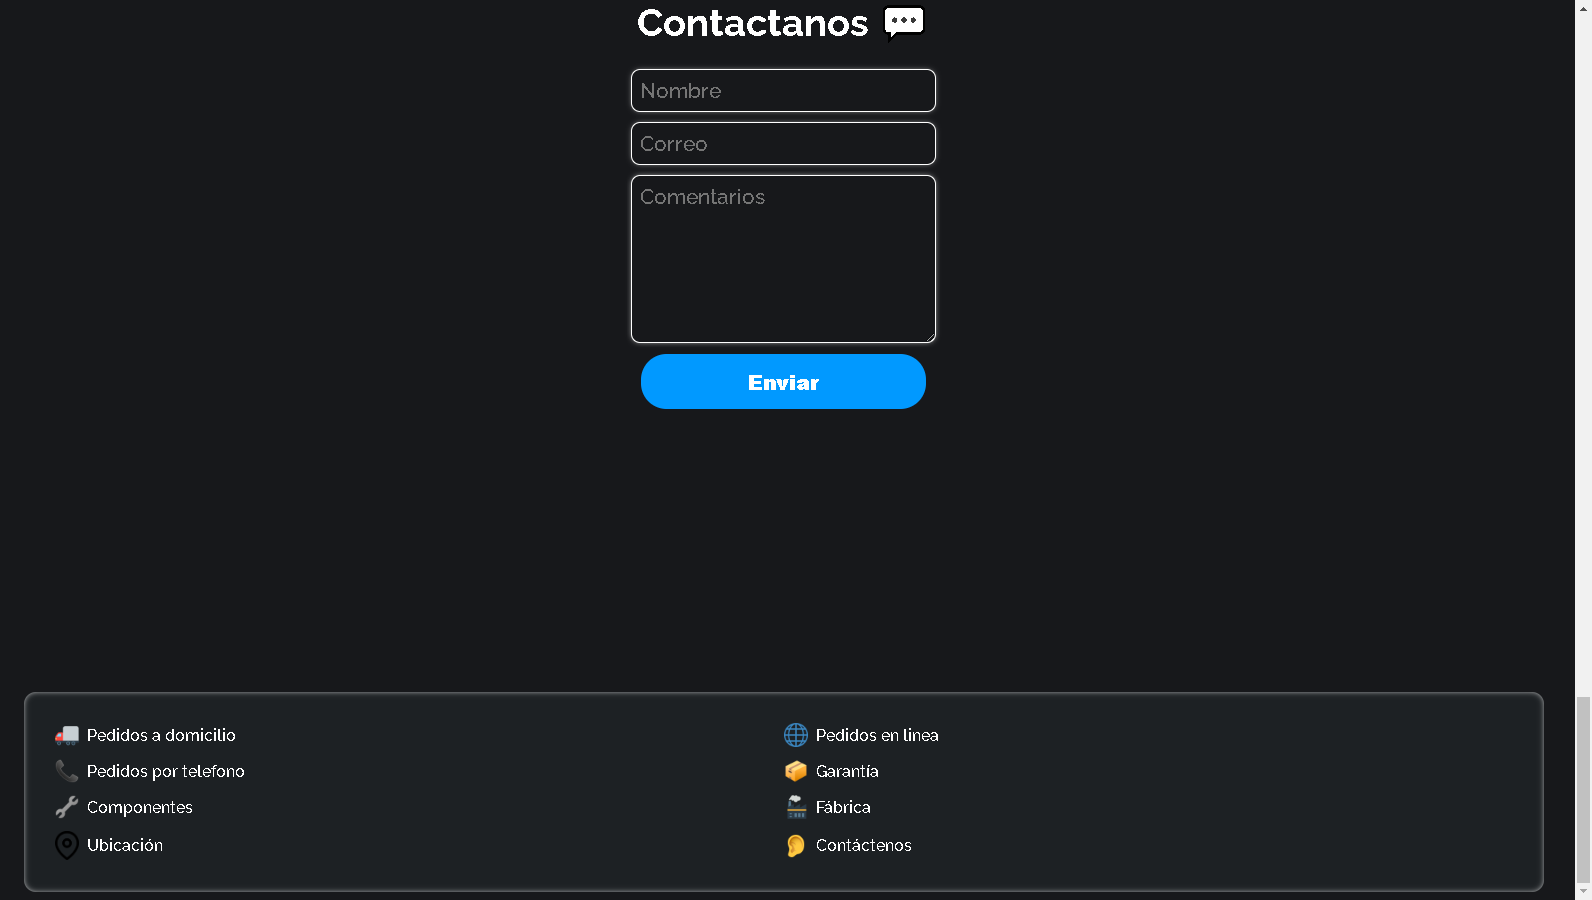 Contactanos
Nombre
Correo
Comentarios
Enviar
Pedidos a domicilio
Pedidos por telefono
Componentes
Ubicación
Pedidos en linea
Garantía
Fábrica
Contáctenos